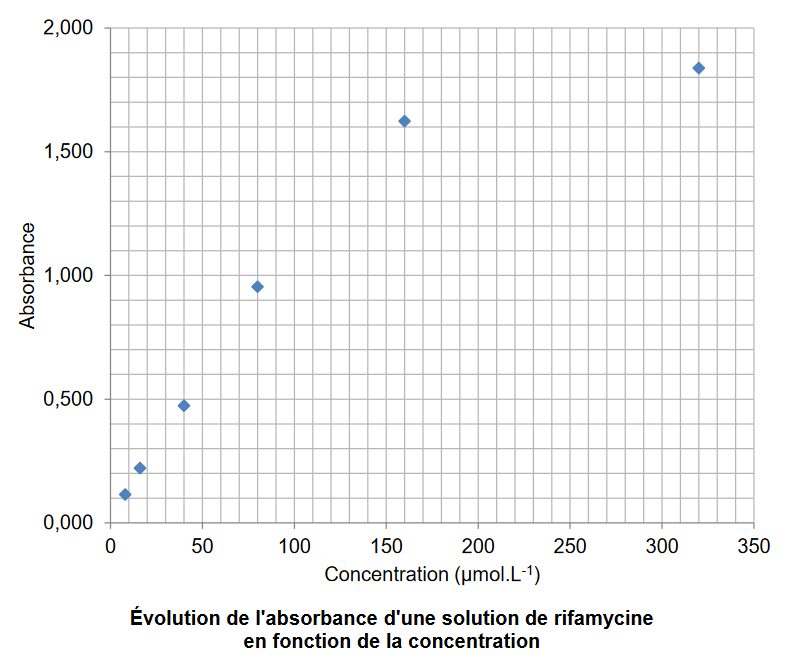 2,000
1,500
1,000
0,500
0,000
Absorbance
0 50 100 150 200 250 300 350
Concentration (µmol.L-1)
Évolution de l'absorbance d'une solution de rifamycine
en fonction de la concentration